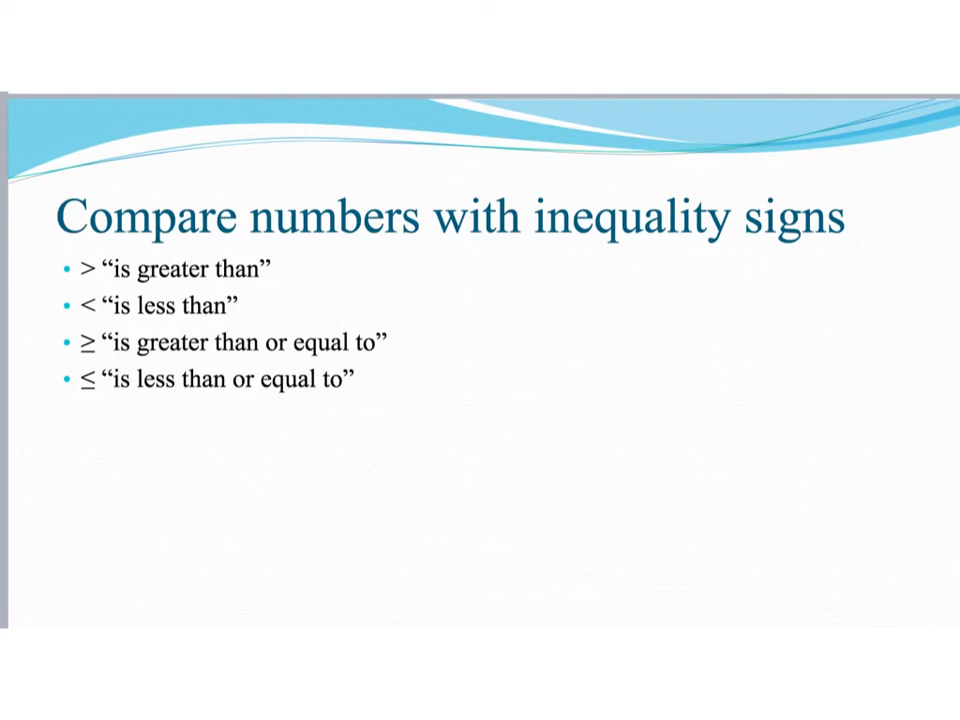 Compare numbers with inequality signs
• > “is greater than”
• < “is less than”
• ≥ “is greater than or equal to”
• ≤ “is less than or equal to”